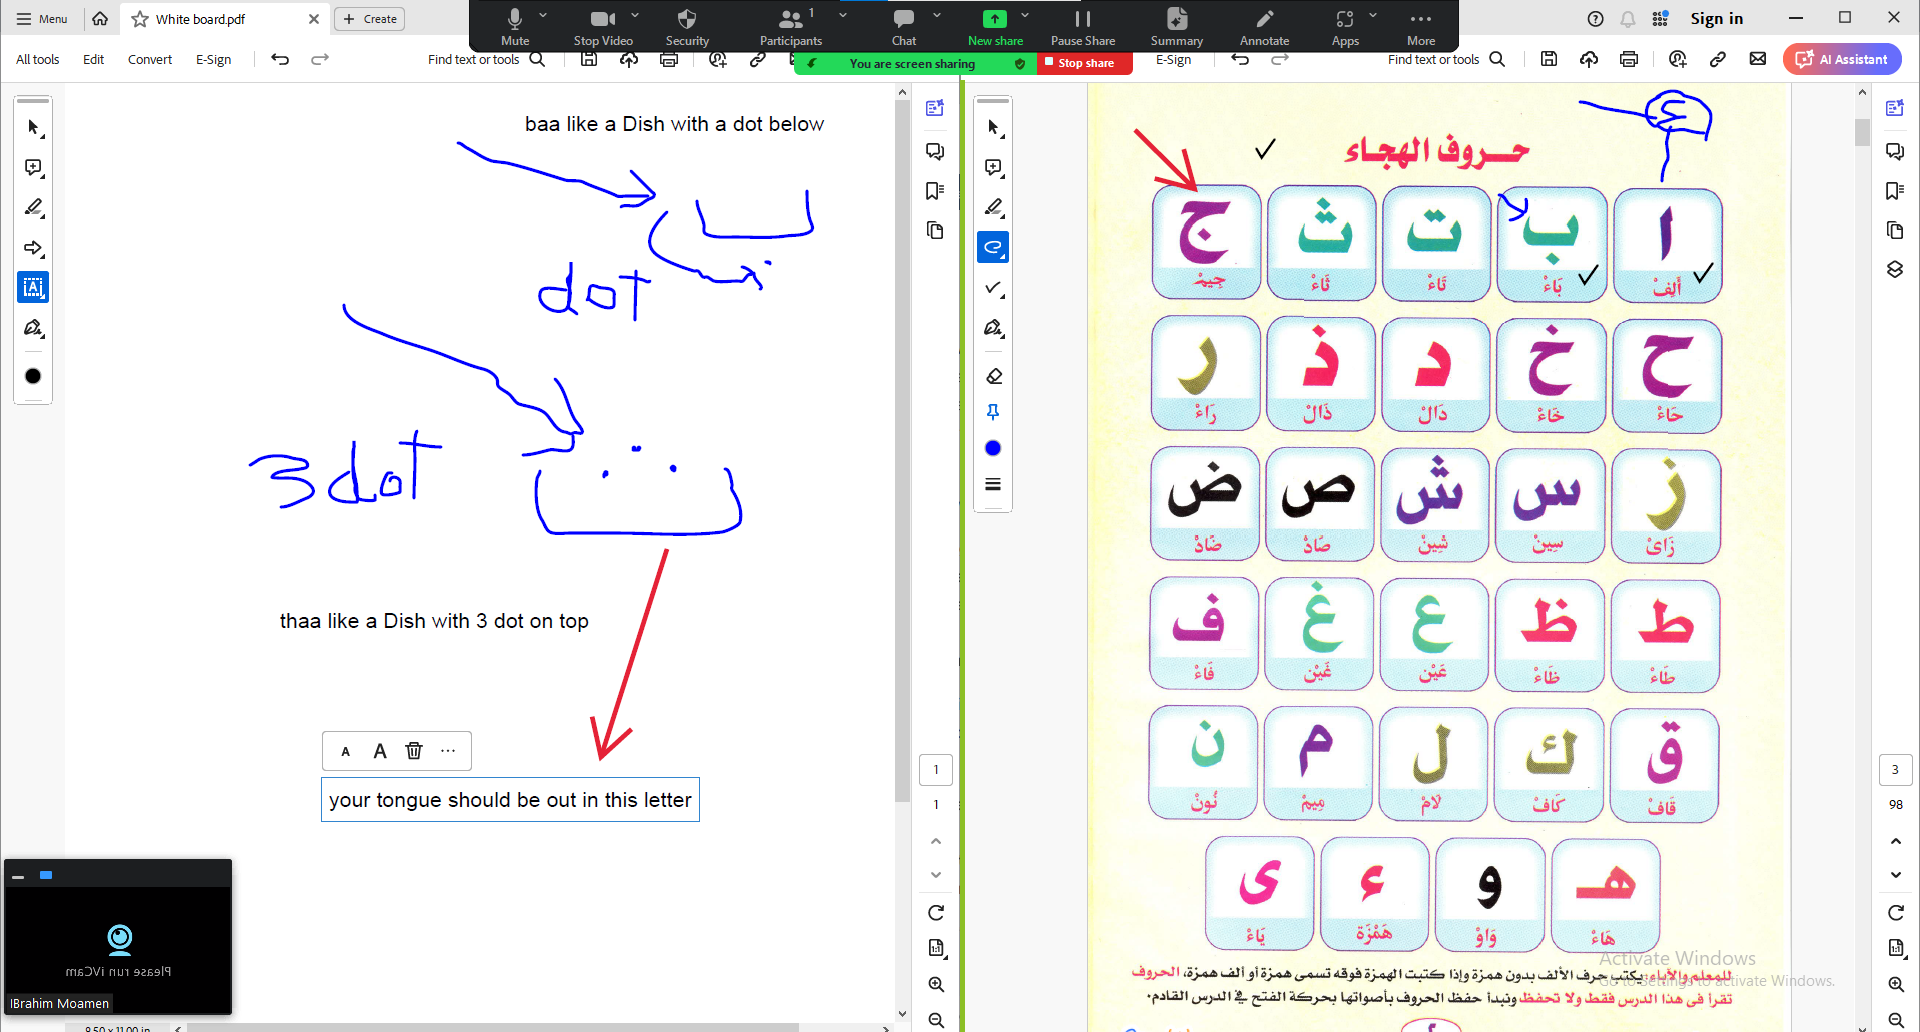 Menu
White board.pdf
Create
Mute
Stop Video
Security
1
Participants
Chat
New share
Pause Share
Summary
Annotate
Apps
More
Sign in
All tools
Edit
Convert
E-Sign
Find text or tools
You are screen sharing
Stop share
E-Sign
Find text or tools
AI Assistant
baa like a Dish with a dot below
dot
3 dot
thaa like a Dish with 3 dot on top
A A
your tongue should be out in this letter
1
1
Please run iVCam
IBrahim Moamen
8.50 x 11.00 in
ء
حروف الهجاء
ا ب ت ث ج
أَلِفْ بَاءْ تَاءْ ثَاءْ جِيمْ
ح خ د ذ ر
حَاءْ خَاءْ دَالْ ذَالْ رَاءْ
ز س ش ص ض
زَاىْ سِينْ شِينْ صَادْ ضَادْ
ط ظ ع غ ف
طَاءْ ظَاءْ عَيْن غَيْن فَاءْ
ق ك ل م ن
قَافْ كَافْ لَامْ مِيمْ نُونْ
هـ و ء ى
هَاءْ وَاوْ هَمْزَة يَاءْ
للمعلم والآباء: يكتب حرف الألف بدون همزة وإذا كتبت الهمزة فوقه تسمى همزة أو ألف همزة، الحروف
تقرأ فى هذا الدرس فقط ولا تحفظ ونبدأ حفظ الحروف بأصواتها بحركة الفتح في الدرس القادم.
Activate Windows
Go to Settings to activate Windows.
3
98